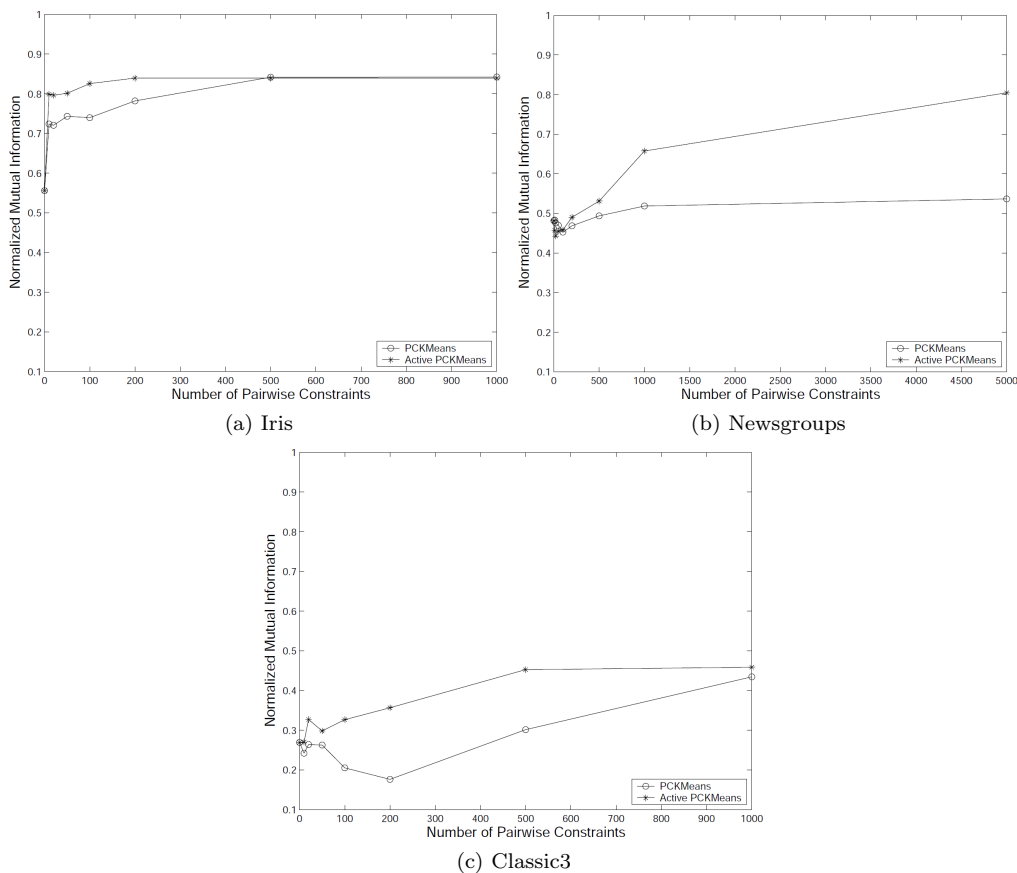 1
0.9
0.8
0.7
0.6
0.5
0.4
0.3
0.2
0.1
Normalized Mutual Information
PCKMeans
Active PCKMeans
0 100 200 300 400 500 600 700 800 900 1000
Number of Pairwise Constraints
(a) Iris
1
0.9
0.8
0.7
0.6
0.5
0.4
0.3
0.2
0.1
Normalized Mutual Information
PCKMeans
Active PCKMeans
0 500 1000 1500 2000 2500 3000 3500 4000 4500 5000
Number of Pairwise Constraints
(b) Newsgroups
1
0.9
0.8
0.7
0.6
0.5
0.4
0.3
0.2
0.1
Normalized Mutual Information
PCKMeans
Active PCKMeans
0 100 200 300 400 500 600 700 800 900 1000
Number of Pairwise Constraints
(c) Classic3